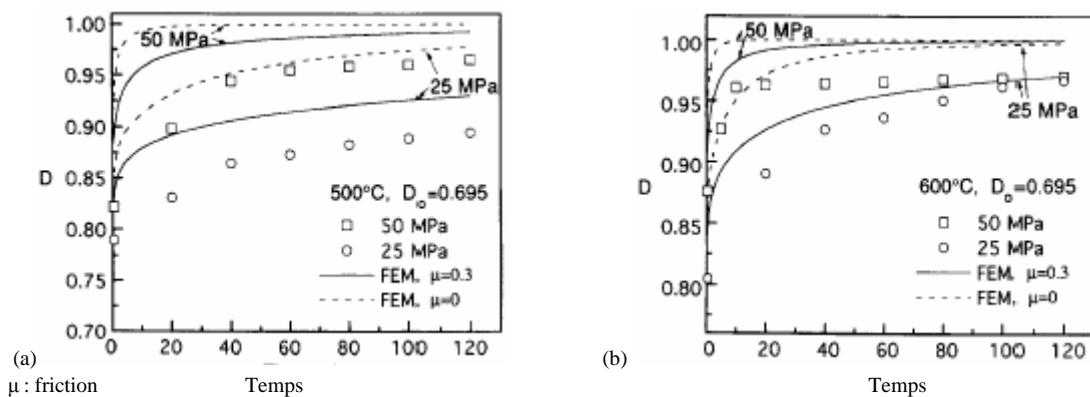 1.00
0.95
0.90
0.85
0.80
0.75
0.70
D
50 MPa
25 MPa
500°C, Do=0.695
50 MPa
25 MPa
FEM, μ=0.3
FEM, μ=0
0 20 40 60 80 100 120
(a)
μ : friction
Temps
1.00
0.95
0.90
0.85
0.80
D
50 MPa
25 MPa
600°C, Do=0.695
50 MPa
25 MPa
FEM, μ=0.3
FEM, μ=0
0 20 40 60 80 100 120
(b)
Temps